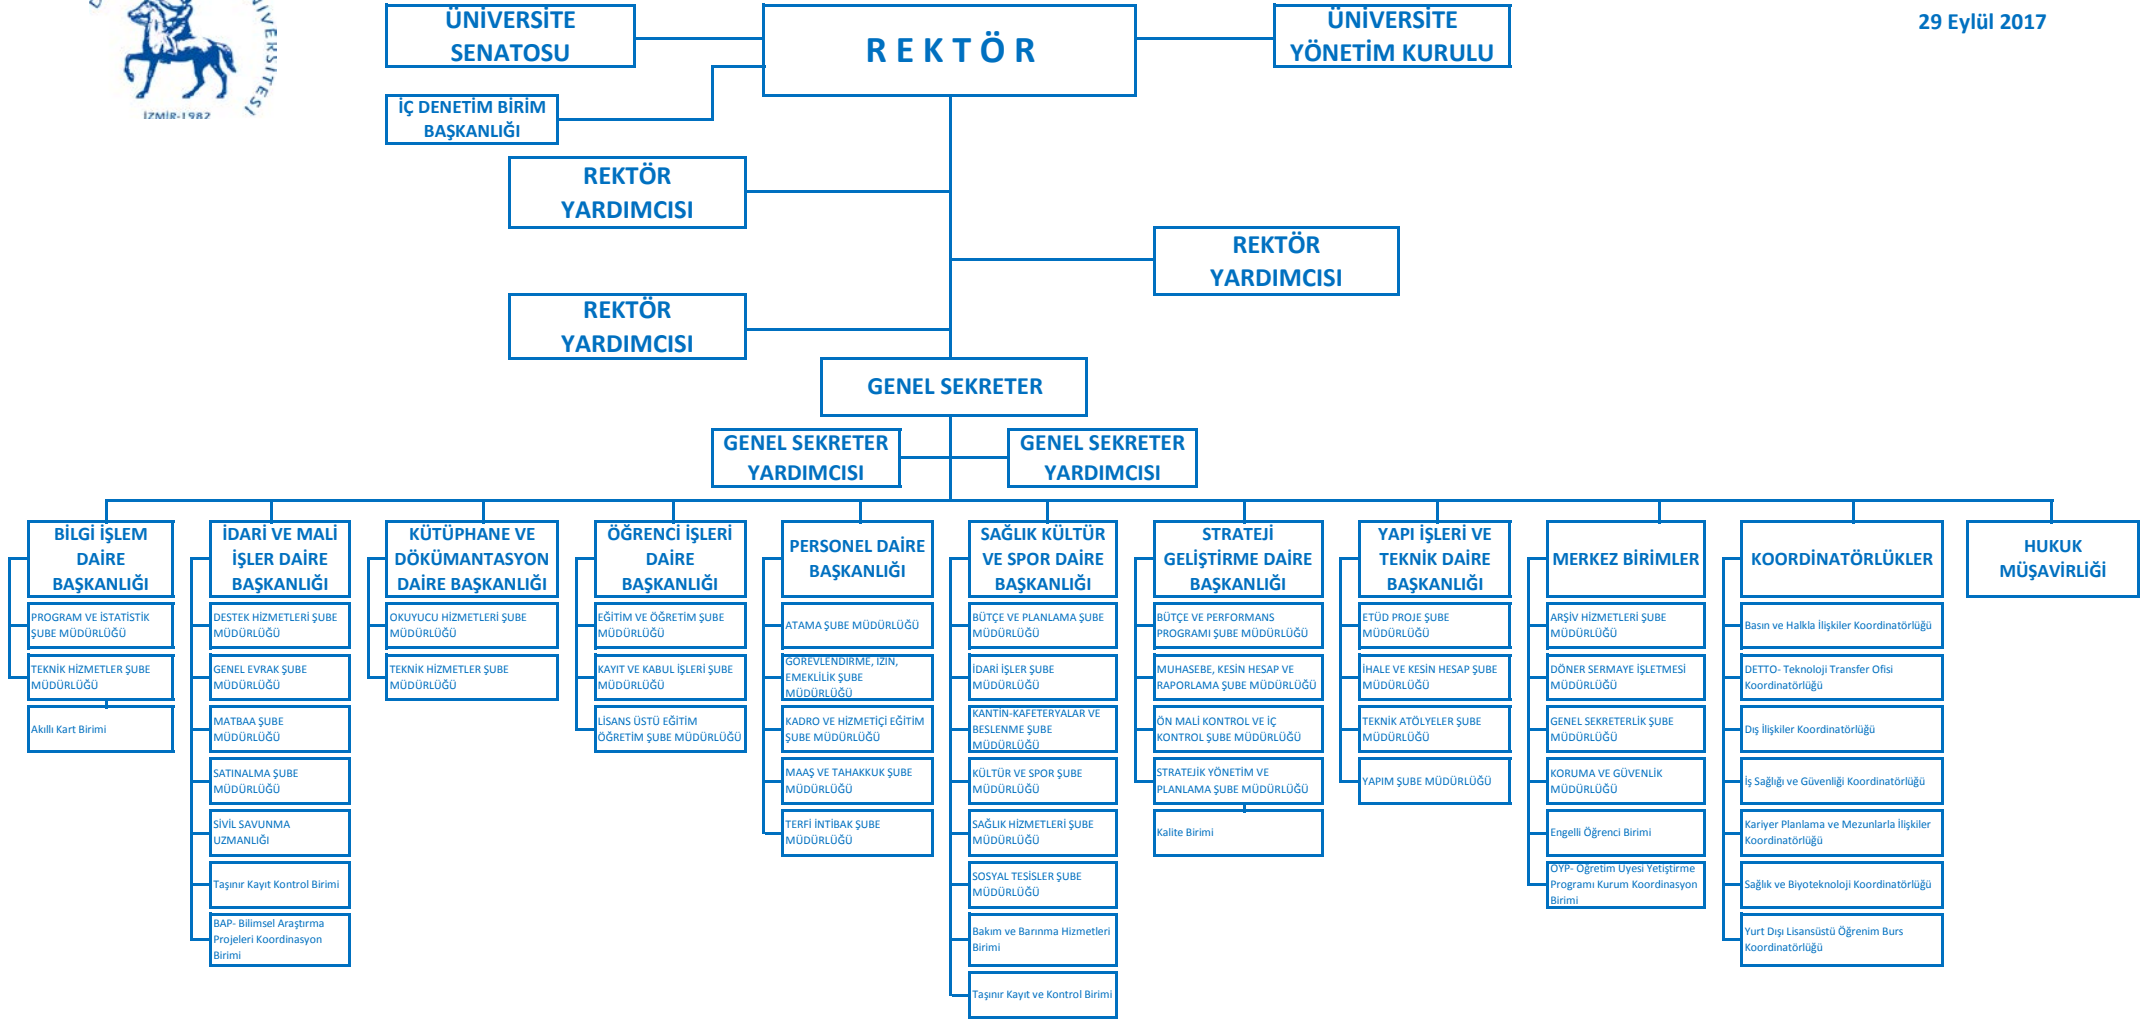 İZMİR-1982
ÜNİVERSİTE
SENATOSU
REKTÖR
ÜNİVERSİTE
YÖNETİM KURULU
29 Eylül 2017
İÇ DENETİM BİRİM
BAŞKANLIĞI
REKTÖR
YARDIMCISI
REKTÖR
YARDIMCISI
REKTÖR
YARDIMCISI
GENEL SEKRETER
GENEL SEKRETER
YARDIMCISI
GENEL SEKRETER
YARDIMCISI
BİLGİ İŞLEM
DAİRE
BAŞKANLIĞI
PROGRAM VE İSTATİSTİK
ŞUBE MÜDÜRLÜĞÜ
TEKNİK HİZMETLER ŞUBE
MÜDÜRLÜĞÜ
Akıllı Kart Birimi
İDARİ VE MALİ
İŞLER DAİRE
BAŞKANLIĞI
DESTEK HİZMETLERİ ŞUBE
MÜDÜRLÜĞÜ
GENEL EVRAK ŞUBE
MÜDÜRLÜĞÜ
MATBAA ŞUBE
MÜDÜRLÜĞÜ
SATINALMA ŞUBE
MÜDÜRLÜĞÜ
SİVİL SAVUNMA
UZMANLIĞI
Taşınır Kayıt Kontrol Birimi
BAP- Bilimsel Araştırma
Projeleri Koordinasyon
Birimi
KÜTÜPHANE VE
DÖKÜMANTASYON
DAİRE BAŞKANLIĞI
OKUYUCU HİZMETLERİ ŞUBE
MÜDÜRLÜĞÜ
TEKNİK HİZMETLER ŞUBE
MÜDÜRLÜĞÜ
ÖĞRENCİ İŞLERİ
DAİRE
BAŞKANLIĞI
EĞİTİM VE ÖĞRETİM ŞUBE
MÜDÜRLÜĞÜ
KAYIT VE KABUL İŞLERİ ŞUBE
MÜDÜRLÜĞÜ
LİSANS ÜSTÜ EĞİTİM
ÖĞRETİM ŞUBE MÜDÜRLÜĞÜ
PERSONEL DAİRE
BAŞKANLIĞI
ATAMA ŞUBE MÜDÜRLÜĞÜ
GÖREVLENDİRME, İZİN,
EMEKLİLİK ŞUBE
MÜDÜRLÜĞÜ
KADRO VE HİZMETİÇİ EĞİTİM
ŞUBE MÜDÜRLÜĞÜ
MAAŞ VE TAHAKKUK ŞUBE
MÜDÜRLÜĞÜ
TERFİ İNTİBAK ŞUBE
MÜDÜRLÜĞÜ
SAĞLIK KÜLTÜR
VE SPOR DAİRE
BAŞKANLIĞI
BÜTÇE VE PLANLAMA ŞUBE
MÜDÜRLÜĞÜ
İDARİ İŞLER ŞUBE
MÜDÜRLÜĞÜ
KANTİN-KAFETERYALAR VE
BESLENME ŞUBE
MÜDÜRLÜĞÜ
KÜLTÜR VE SPOR ŞUBE
MÜDÜRLÜĞÜ
SAĞLIK HİZMETLERİ ŞUBE
MÜDÜRLÜĞÜ
SOSYAL TESİSLER ŞUBE
MÜDÜRLÜĞÜ
Bakım ve Barınma Hizmetleri
Birimi
Taşınır Kayıt ve Kontrol Birimi
STRATEJİ
GELİŞTİRME DAİRE
BAŞKANLIĞI
BÜTÇE VE PERFORMANS
PROGRAMI ŞUBE MÜDÜRLÜĞÜ
MUHASEBE, KESİN HESAP VE
RAPORLAMA ŞUBE MÜDÜRLÜĞÜ
ÖN MALİ KONTROL VE İÇ
KONTROL ŞUBE MÜDÜRLÜĞÜ
STRATEJİK YÖNETİM VE
PLANLAMA ŞUBE MÜDÜRLÜĞÜ
Kalite Birimi
YAPI İŞLERİ VE
TEKNİK DAİRE
BAŞKANLIĞI
ETÜD PROJE ŞUBE
MÜDÜRLÜĞÜ
İHALE VE KESİN HESAP ŞUBE
MÜDÜRLÜĞÜ
TEKNİK ATÖLYELER ŞUBE
MÜDÜRLÜĞÜ
YAPIM ŞUBE MÜDÜRLÜĞÜ
MERKEZ BİRİMLER
ARŞİV HİZMETLERİ ŞUBE
MÜDÜRLÜĞÜ
DÖNER SERMAYE İŞLETMESİ
MÜDÜRLÜĞÜ
GENEL SEKRETERLİK ŞUBE
MÜDÜRLÜĞÜ
KORUMA VE GÜVENLİK
MÜDÜRLÜĞÜ
Engelli Öğrenci Birimi
ÖYP- Öğretim Üyesi Yetiştirme
Programı Kurum Koordinasyon
Birimi
KOORDİNATÖRLÜKLER
Basın ve Halkla İlişkiler Koordinatörlüğü
DETTO- Teknoloji Transfer Ofisi
Koordinatörlüğü
Dış İlişkiler Koordinatörlüğü
İş Sağlığı ve Güvenliği Koordinatörlüğü
Kariyer Planlama ve Mezunlarla İlişkiler
Koordinatörlüğü
Sağlık ve Biyoteknoloji Koordinatörlüğü
Yurt Dışı Lisansüstü Öğrenim Burs
Koordinatörlüğü
HUKUK
MÜŞAVİRLİĞİ